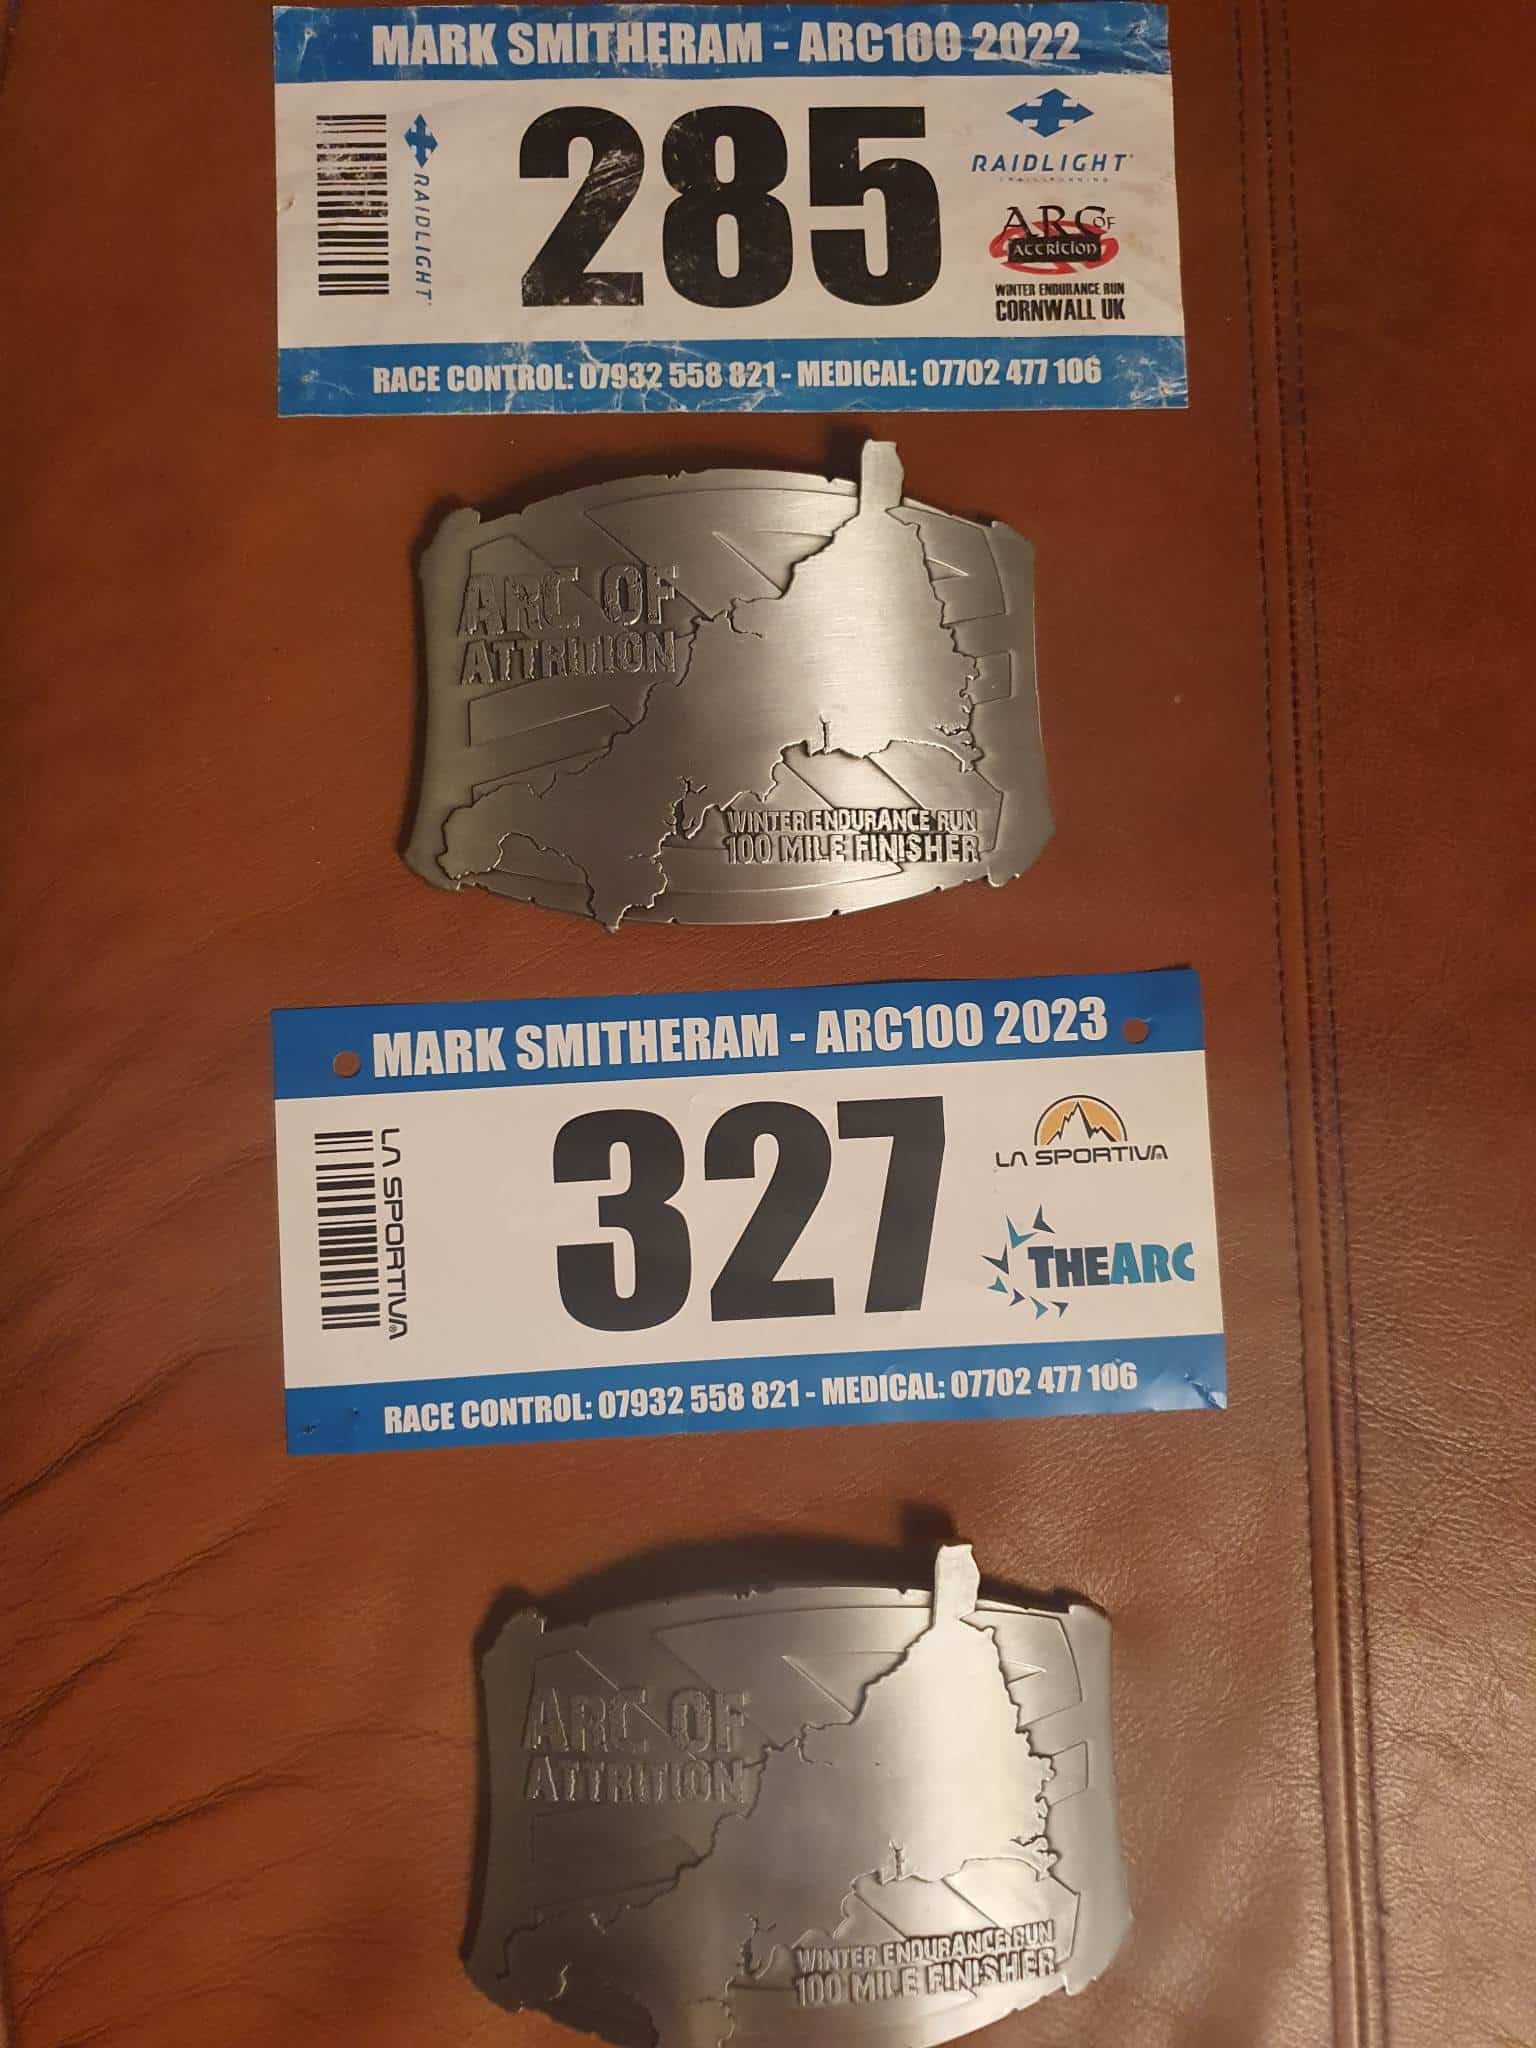 MARK SMITHERAM - ARC100 2022
RAIDLIGHT
285
RAIDLIGHT
TRAIL RUNNING
ARC OF
ATTRITION
WINTER ENDURANCE RUN
CORNWALL UK
RACE CONTROL: 07932 558 821 - MEDICAL: 07702 477 106
ARC OF
ATTRITION
WINTER ENDURANCE RUN
100 MILE FINISHER
MARK SMITHERAM - ARC100 2023
LA SPORTIVA®
327
LA SPORTIVA®
THEARC
RACE CONTROL: 07932 558 821 - MEDICAL: 07702 477 106
ARC OF
ATTRITION
WINTER ENDURANCE RUN
100 MILE FINISHER